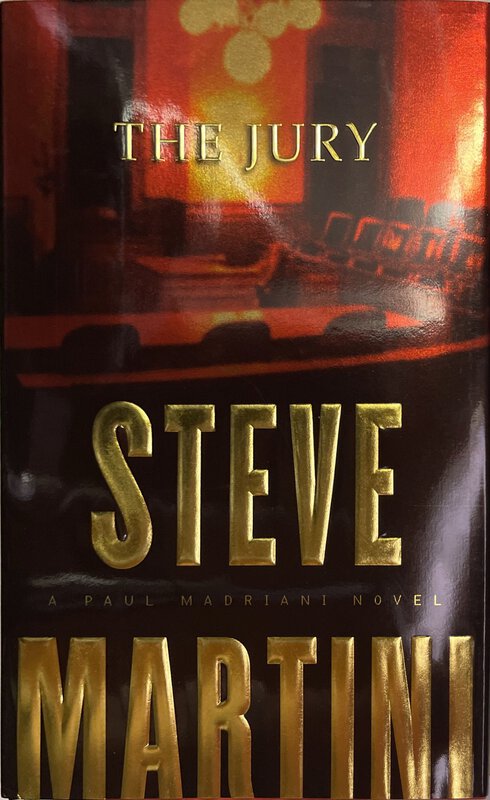 THE JURY
STEVE
A PAUL MADRIANI NOVEL
MARTINI